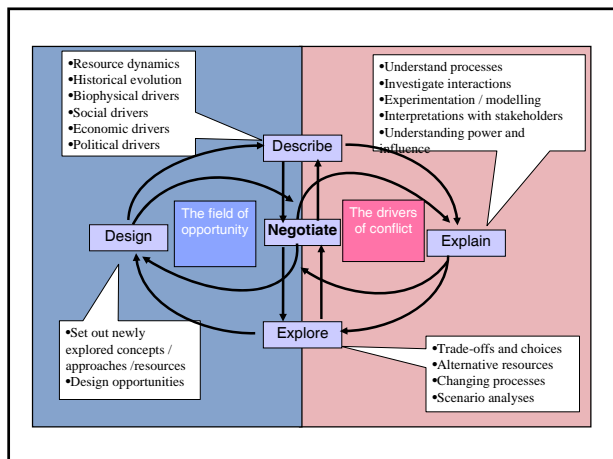 •Resource dynamics
•Historical evolution
•Biophysical drivers
•Social drivers
•Economic drivers
•Political drivers
•Understand processes
•Investigate interactions
•Experimentation / modelling
•Interpretations with stakeholders
•Understanding power and
influence
Describe
The field of
opportunity
Negotiate
The drivers
of conflict
Design
Explain
Explore
•Set out newly
explored concepts /
approaches /resources
•Design opportunities
•Trade-offs and choices
•Alternative resources
•Changing processes
•Scenario analyses